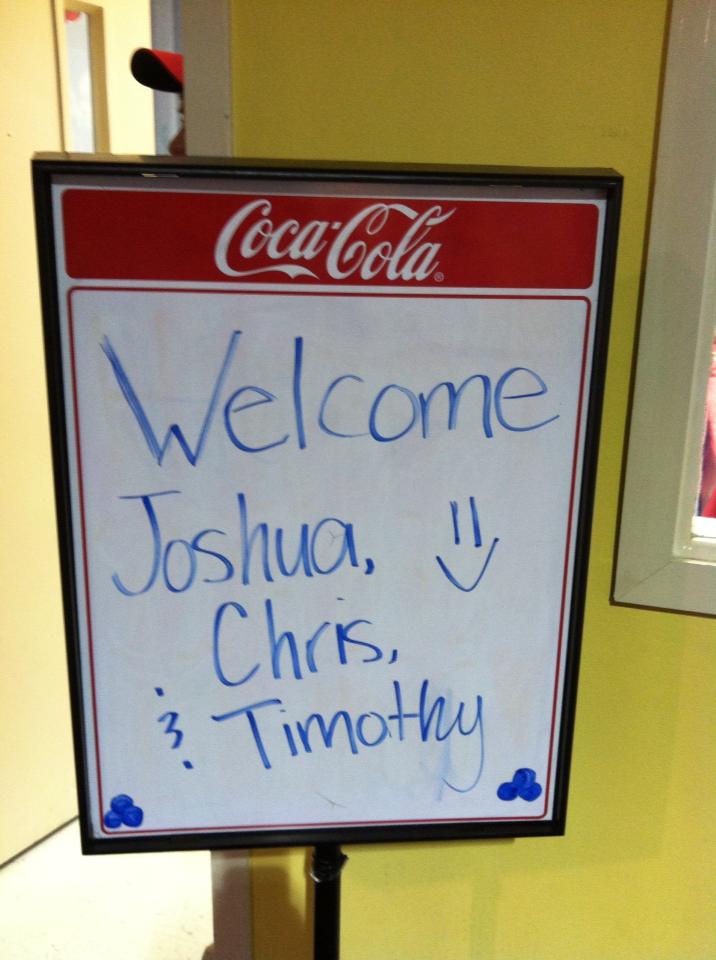 Coca-Cola®
Welcome
Joshua, =)
Chris,
& Timothy